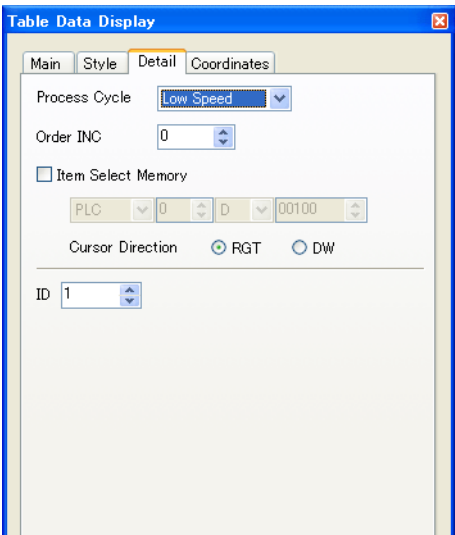 Table Data Display
Main Style Detail Coordinates
Process Cycle Low Speed
Order INC 0
Item Select Memory
PLC 0 D 00100
Cursor Direction RGT DW
ID 1